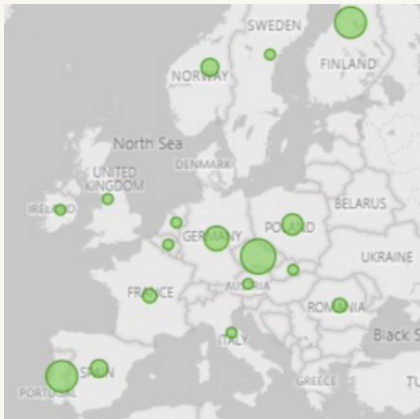 SWEDEN
NORWAY
FINLAND
North Sea
DENMARK
UNITED
KINGDOM
IRELAND
BELARUS
POLAND
GERMANY
UKRAINE
AUSTRIA
FRANCE
ROMANIA
ITALY
Black S
SPAIN
PORTUGAL
GREECE
TU